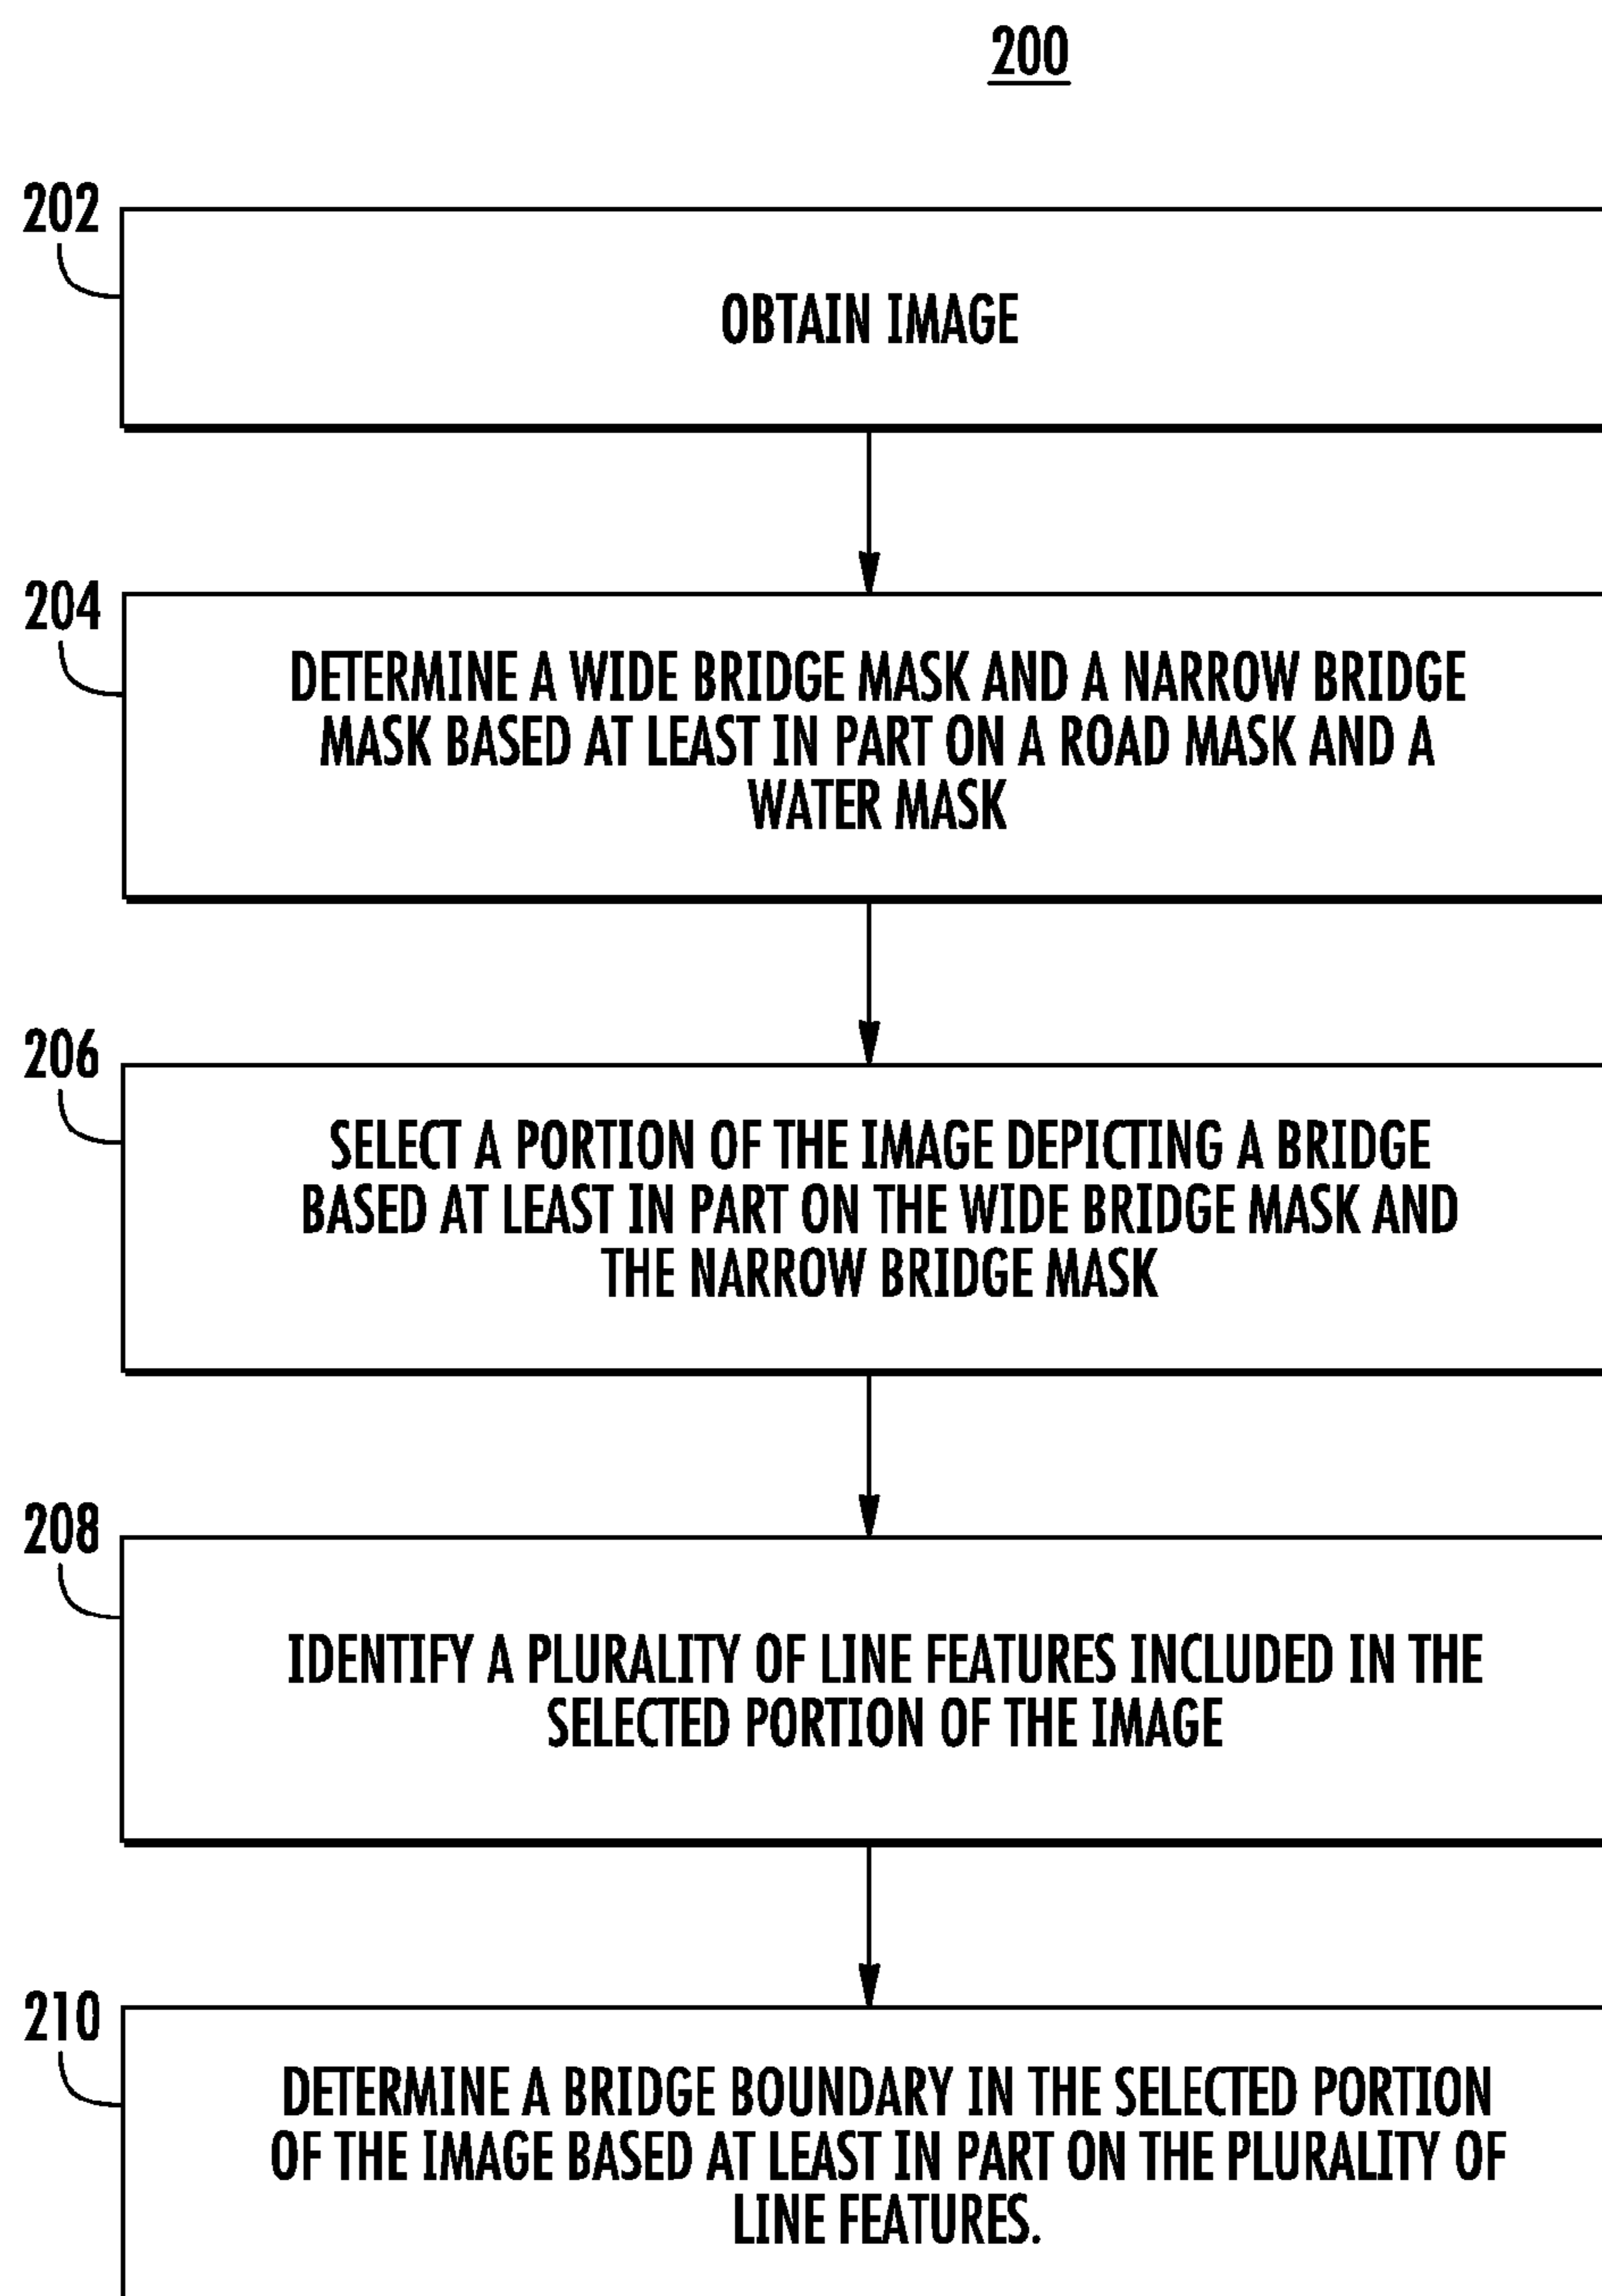 200
202
OBTAIN IMAGE
204
DETERMINE A WIDE BRIDGE MASK AND A NARROW BRIDGE
MASK BASED AT LEAST IN PART ON A ROAD MASK AND A
WATER MASK
206
SELECT A PORTION OF THE IMAGE DEPICTING A BRIDGE
BASED AT LEAST IN PART ON THE WIDE BRIDGE MASK AND
THE NARROW BRIDGE MASK
208
IDENTIFY A PLURALITY OF LINE FEATURES INCLUDED IN THE
SELECTED PORTION OF THE IMAGE
210
DETERMINE A BRIDGE BOUNDARY IN THE SELECTED PORTION
OF THE IMAGE BASED AT LEAST IN PART ON THE PLURALITY OF
LINE FEATURES.